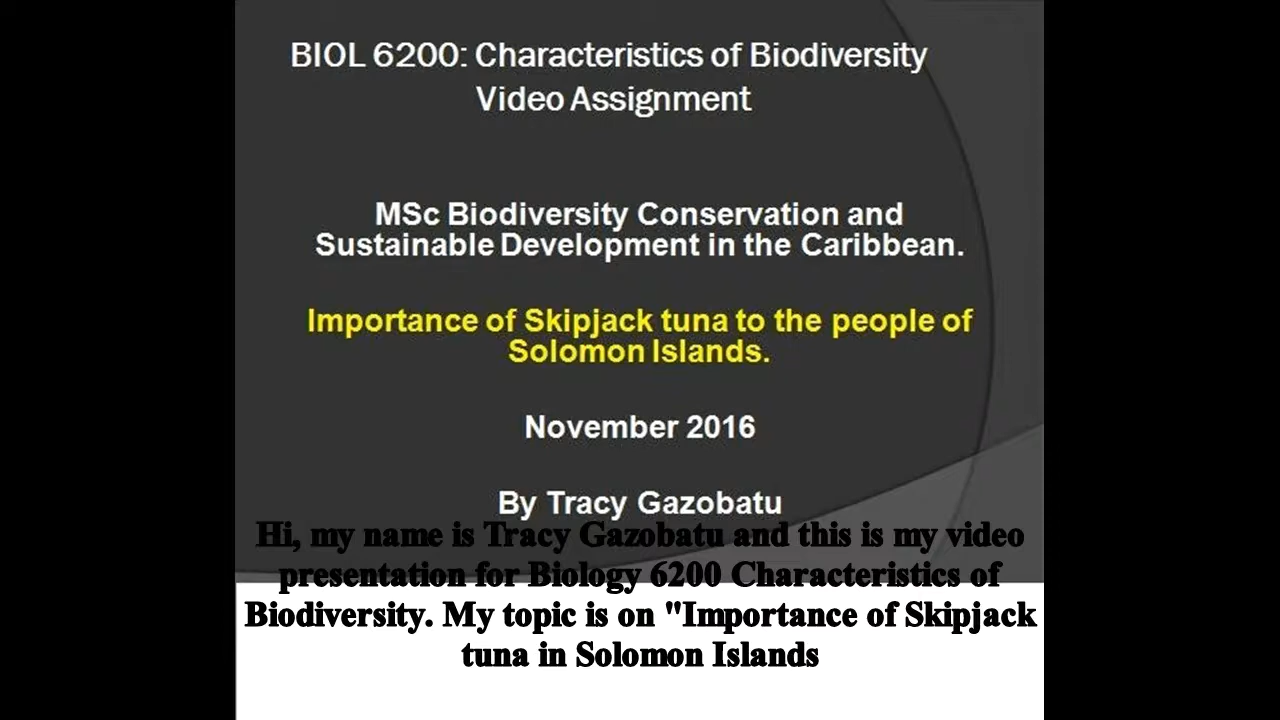 BIOL 6200: Characteristics of Biodiversity
Video Assignment
MSc Biodiversity Conservation and
Sustainable Development in the Caribbean.
Importance of Skipjack tuna to the people of
Solomon Islands.
November 2016
By Tracy Gazobatu
Hi, my name is Tracy Gazobatu and this is my video
presentation for Biology 6200 Characteristics of
Biodiversity. My topic is on "Importance of Skipjack
tuna in Solomon Islands